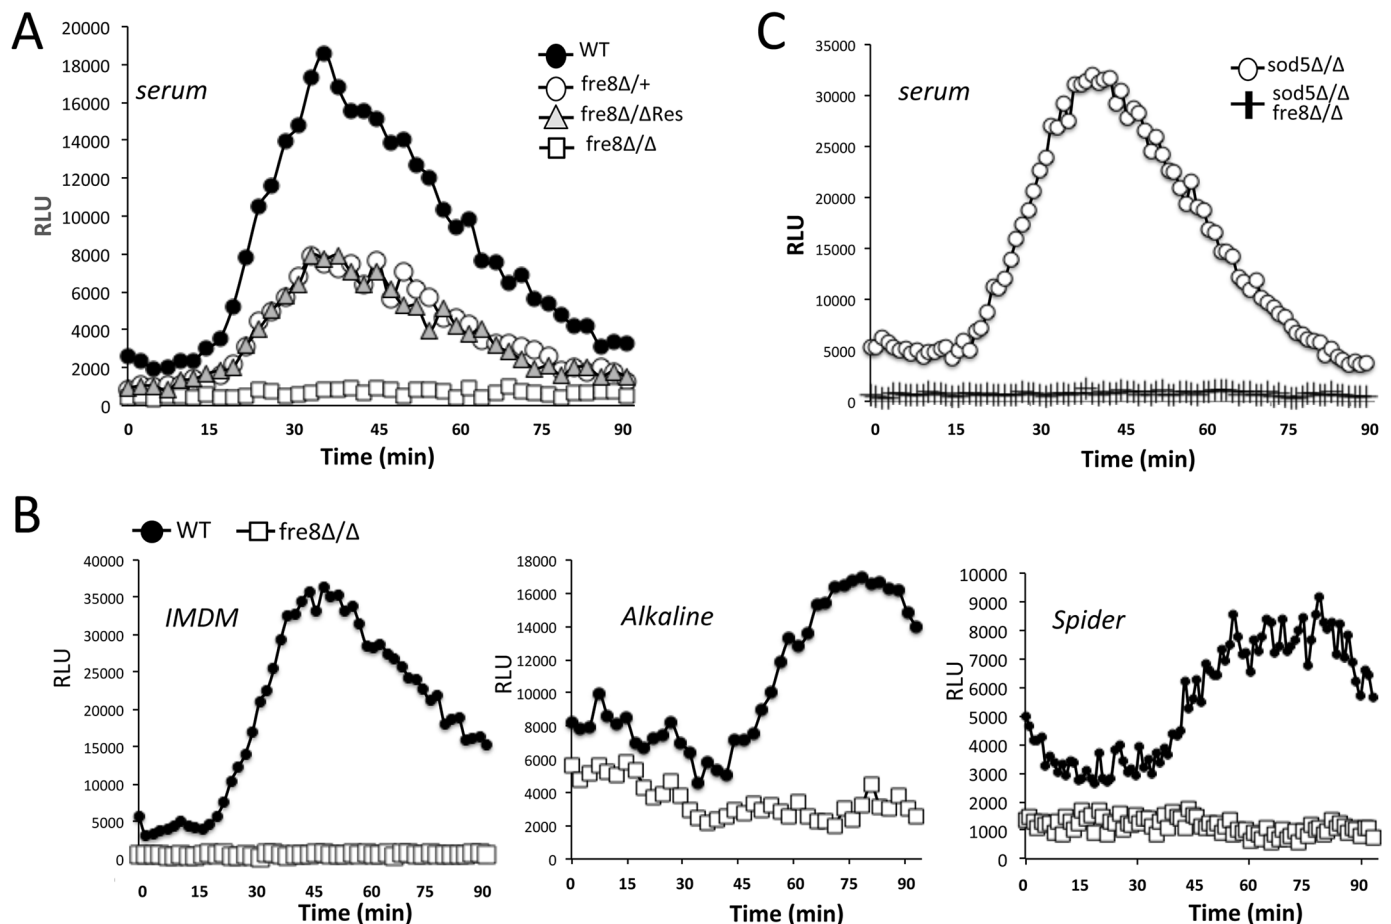 A
serum
RLU
20000
18000
16000
14000
12000
10000
8000
6000
4000
2000
0
WT
fre8Δ/+
fre8Δ/ΔRes
fre8Δ/Δ
0 15 30 45 60 75 90
Time (min)
C
serum
RLU
35000
30000
25000
20000
15000
10000
5000
0
sod5Δ/Δ
sod5Δ/Δ
fre8Δ/Δ
0 15 30 45 60 75 90
Time (min)
B
WT fre8Δ/Δ
IMDM
RLU
40000
35000
30000
25000
20000
15000
10000
5000
0
0 15 30 45 60 75 90
Time (min)
Alkaline
RLU
18000
16000
14000
12000
10000
8000
6000
4000
2000
0
0 15 30 45 60 75 90
Time (min)
Spider
RLU
10000
9000
8000
7000
6000
5000
4000
3000
2000
1000
0
0 15 30 45 60 75 90
Time (min)